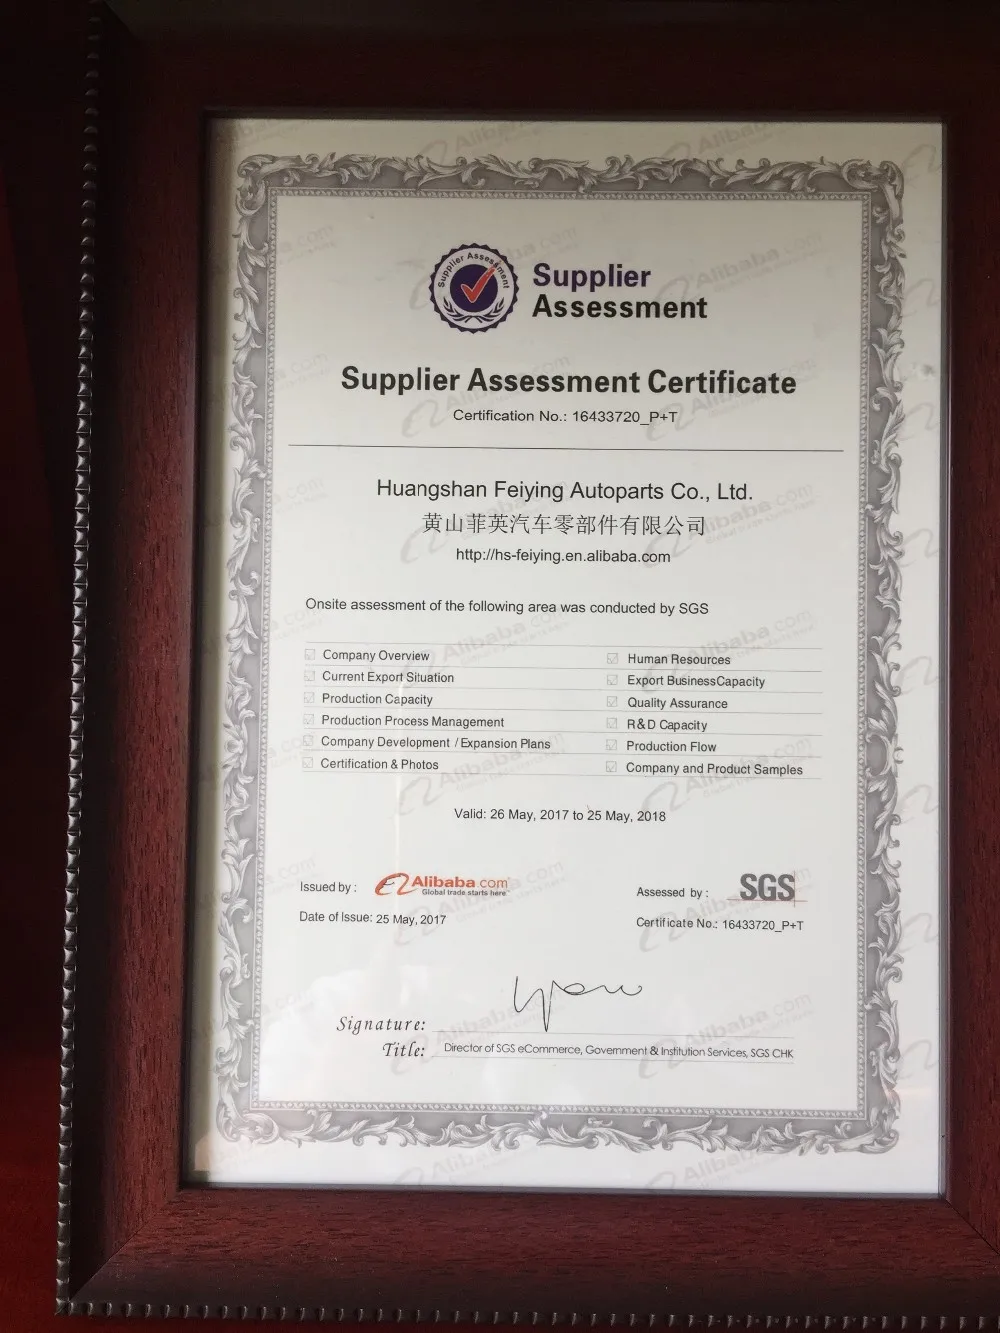 Supplier Assessment
Supplier
Assessment
Supplier Assessment Certificate
Certification No.: 16433720_P+T
Huangshan Feiying Autoparts Co., Ltd.
黄山菲英汽车零部件有限公司
http://hs-feiying.en.alibaba.com
Onsite assessment of the following area was conducted by SGS
Company Overview
Human Resources
Current Export Situation
Export BusinessCapacity
Production Capacity
Quality Assurance
Production Process Management
R&D Capacity
Company Development / Expansion Plans
Production Flow
Certification & Photos
Company and Product Samples
Valid: 26 May, 2017 to 25 May, 2018
Issued by : Alibaba.com
Global trade starts here
Assessed by : SGS
Date of Issue: 25 May, 2017
Certificate No.: 16433720_P+T
Signature:
Title: Director of SGS eCommerce, Government & Institution Services, SGS CHK